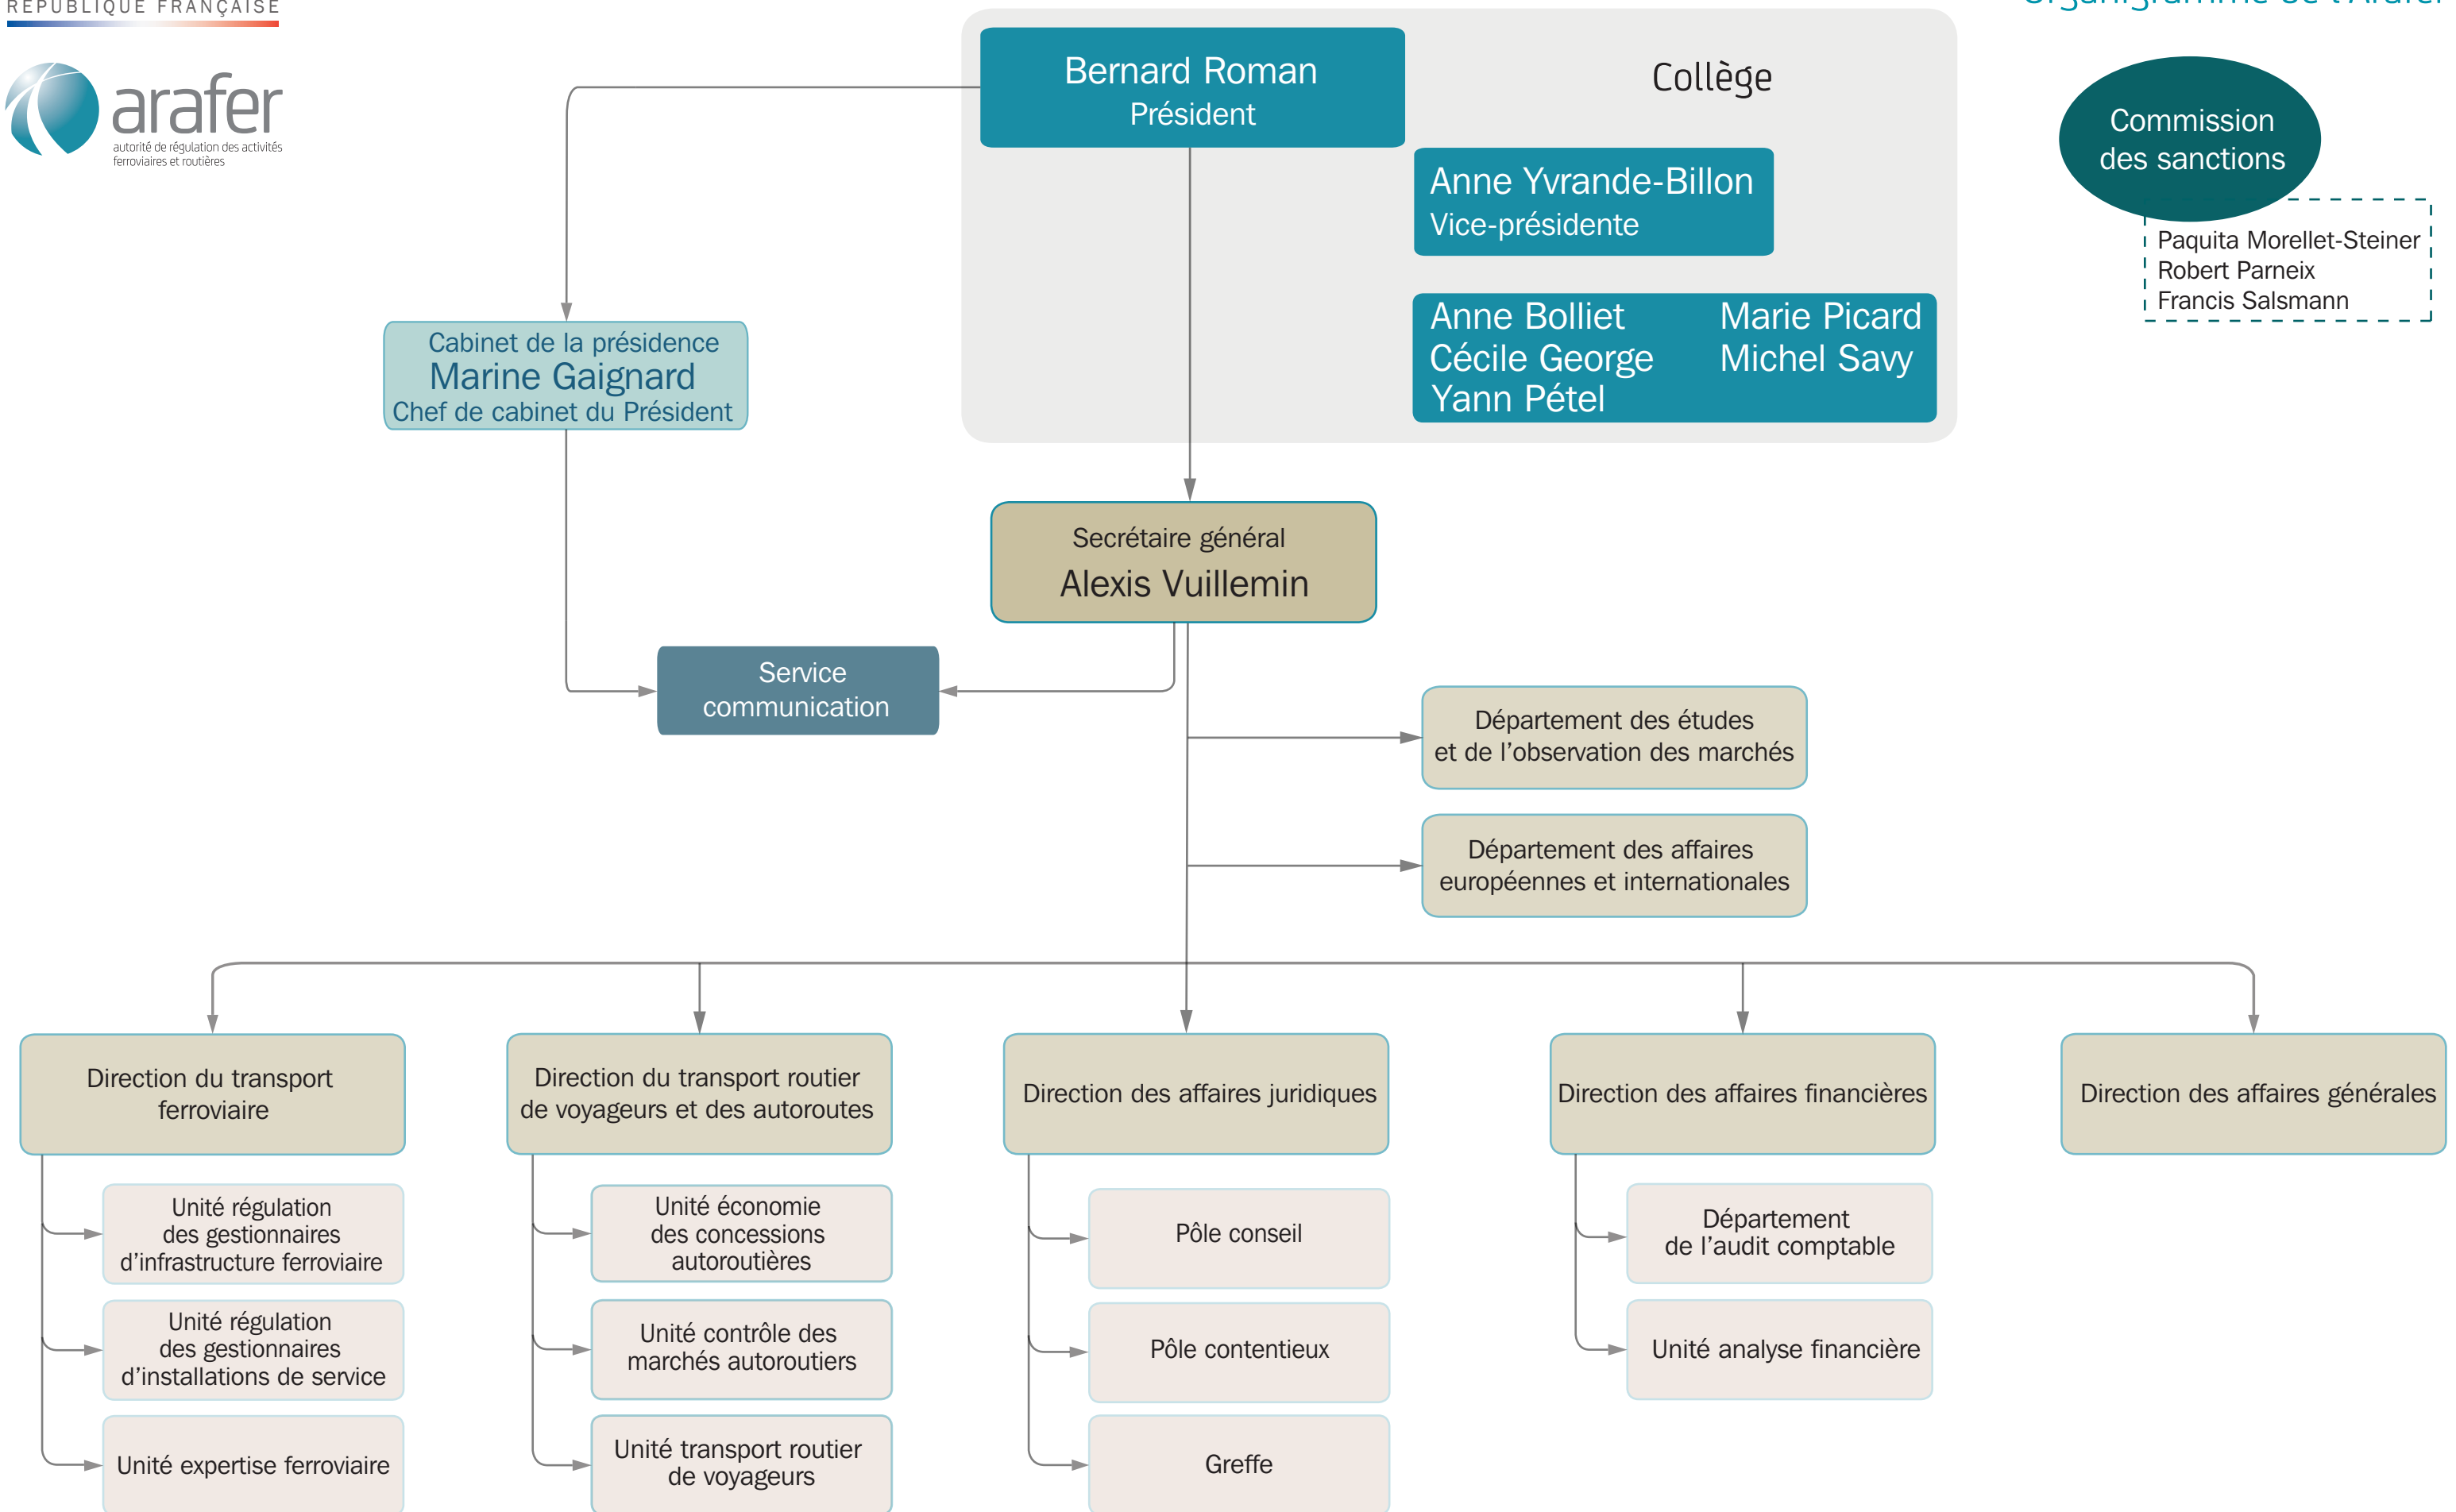 RÉPUBLIQUE FRANÇAISE
arafer
autorité de régulation des activités
ferroviaires et routières
Organigramme de l'Arafer
Bernard Roman
Président
Collège
Anne Yvrande-Billon
Vice-présidente
Anne Bolliet
Cécile George
Yann Pétel
Marie Picard
Michel Savy
Commission
des sanctions
Paquita Morellet-Steiner
Robert Parneix
Francis Salsmann
Cabinet de la présidence
Marine Gaignard
Chef de cabinet du Président
Secrétaire général
Alexis Vuillemin
Service
communication
Département des études
et de l'observation des marchés
Département des affaires
européennes et internationales
Direction du transport
ferroviaire
Unité régulation
des gestionnaires
d'infrastructure ferroviaire
Unité régulation
des gestionnaires
d'installations de service
Unité expertise ferroviaire
Direction du transport routier
de voyageurs et des autoroutes
Unité économie
des concessions
autoroutières
Unité contrôle des
marchés autoroutiers
Unité transport routier
de voyageurs
Direction des affaires juridiques
Pôle conseil
Pôle contentieux
Greffe
Direction des affaires financières
Département
de l'audit comptable
Unité analyse financière
Direction des affaires générales